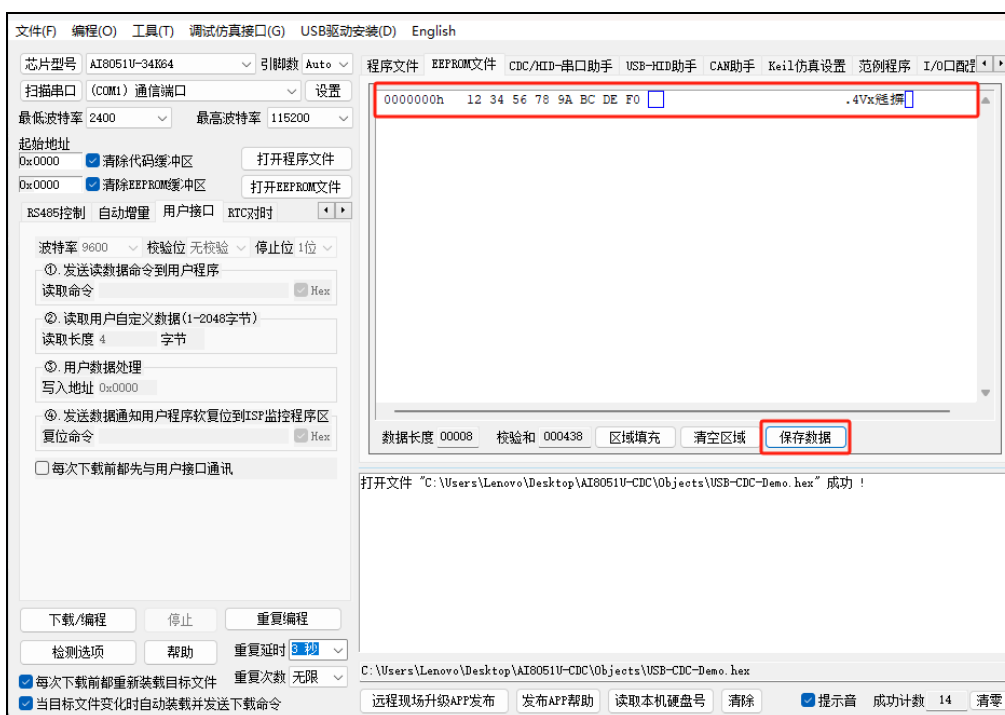 文件(F) 编程(O) 工具(T) 调试仿真接口(G) USB驱动安装(D) English
芯片型号 AI8051U-34K64 引脚数 Auto
扫描串口 (COM1) 通信端口 设置
最低波特率 2400 最高波特率 115200
起始地址
0x0000 清除代码缓冲区 打开程序文件
0x0000 清除EEPROM缓冲区 打开EEPROM文件
RS485控制 自动增量 用户接口 RTC对时
波特率 9600 校验位 无校验 停止位 1位
①. 发送读数据命令到用户程序
读取命令 Hex
②. 读取用户自定义数据(1-2048字节)
读取长度 4 字节
③. 用户数据处理
写入地址 0x0000
④. 发送数据通知用户程序软复位到ISP监控程序区
复位命令 Hex
每次下载前都先与用户接口通讯
下载/编程 停止 重复编程
检测选项 帮助 重复延时 3 秒
每次下载前都重新装载目标文件 重复次数 无限
当目标文件变化时自动装载并发送下载命令
程序文件 EEPROM文件 CDC/HID-串口助手 USB-HID助手 CAN助手 Keil仿真设置 范例程序 I/O口配
0000000h 12 34 56 78 9A BC DE F0 .4Vx
数据长度 00008 校验和 000438 区域填充 清空区域 保存数据
打开文件 "C:\Users\Lenovo\Desktop\AI8051U-CDC\Objects\USB-CDC-Demo.hex" 成功 !
C:\Users\Lenovo\Desktop\AI8051U-CDC\Objects\USB-CDC-Demo.hex
远程现场升级APP发布 发布APP帮助 读取本机硬盘号 清除 提示音 成功计数 14 清零